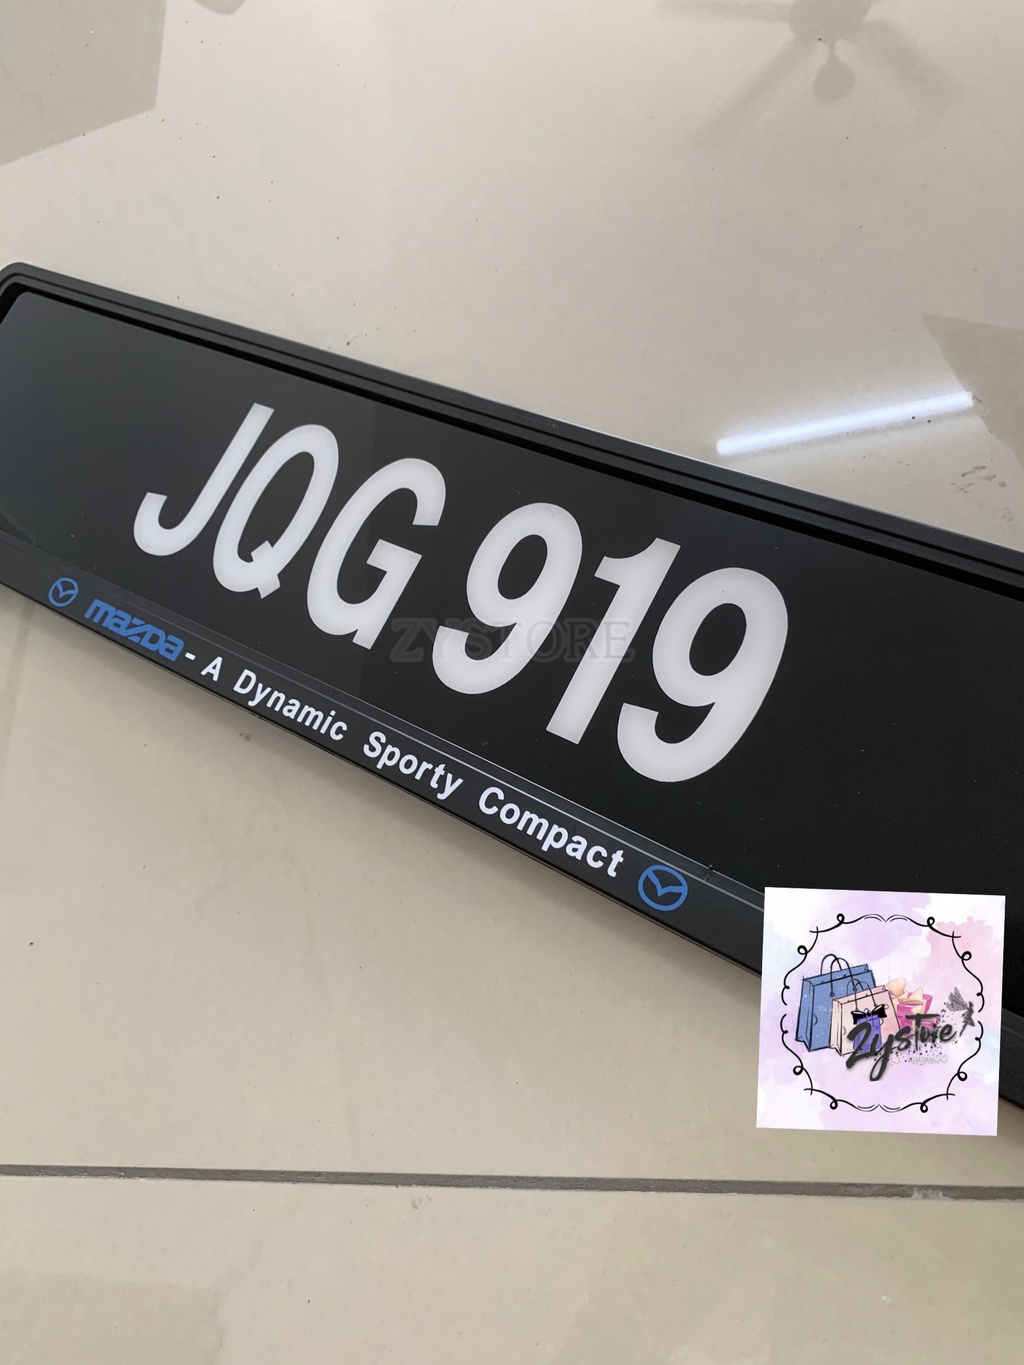 JQG 919
mazda - A Dynamic Sporty Compact
ZYSTORE
Zystore